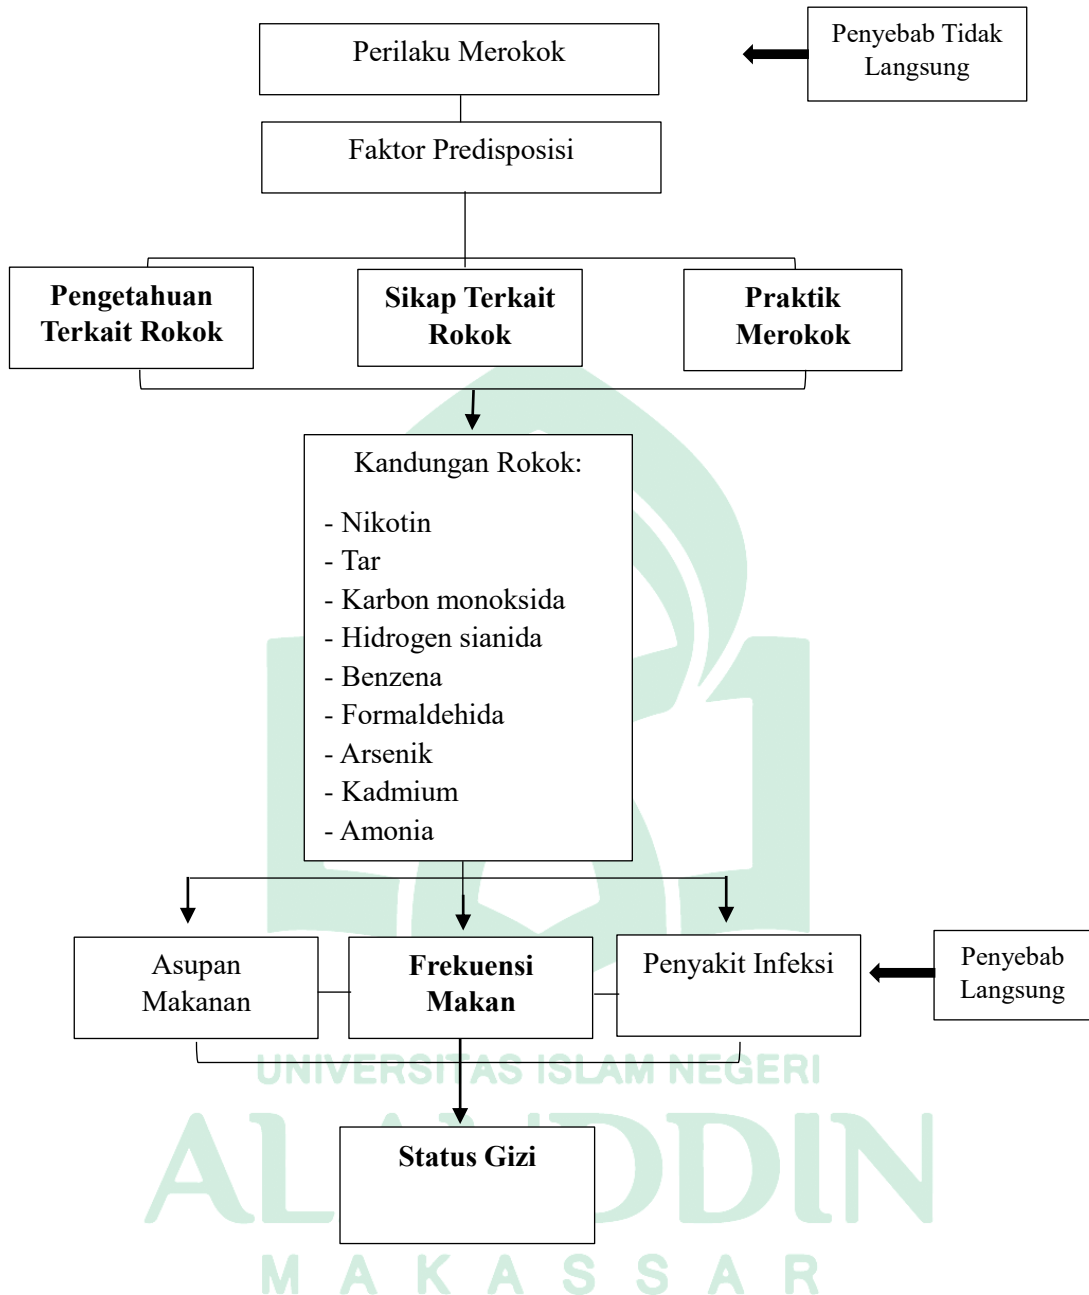 Perilaku Merokok
Penyebab Tidak
Langsung
Faktor Predisposisi
Pengetahuan
Terkait Rokok
Sikap Terkait
Rokok
Praktik
Merokok
Kandungan Rokok:
- Nikotin
- Tar
- Karbon monoksida
- Hidrogen sianida
- Benzena
- Formaldehida
- Arsenik
- Kadmium
- Amonia
Asupan
Makanan
Frekuensi
Makan
Penyakit Infeksi
Penyebab
Langsung
UNIVERSITAS ISLAM NEGERI
ALAUDDIN
Status Gizi
MAKASSAR